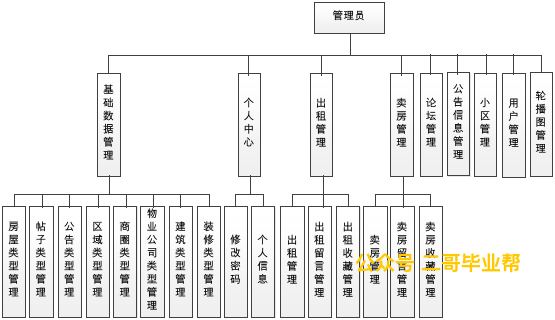 管理员
基础数据管理
个人中心
出租管理
卖房管理
论坛管理
公告信息管理
小区管理
用户管理
轮播图管理
房屋类型管理
帖子类型管理
公告类型管理
区域类型管理
商圈类型管理
物业公司类型管理
建筑类型管理
装修类型管理
修改密码
个人信息
出租管理
出租留言管理
出租收藏管理
卖房管理
卖房留言管理
卖房收藏管理
公众号 二哥毕业帮